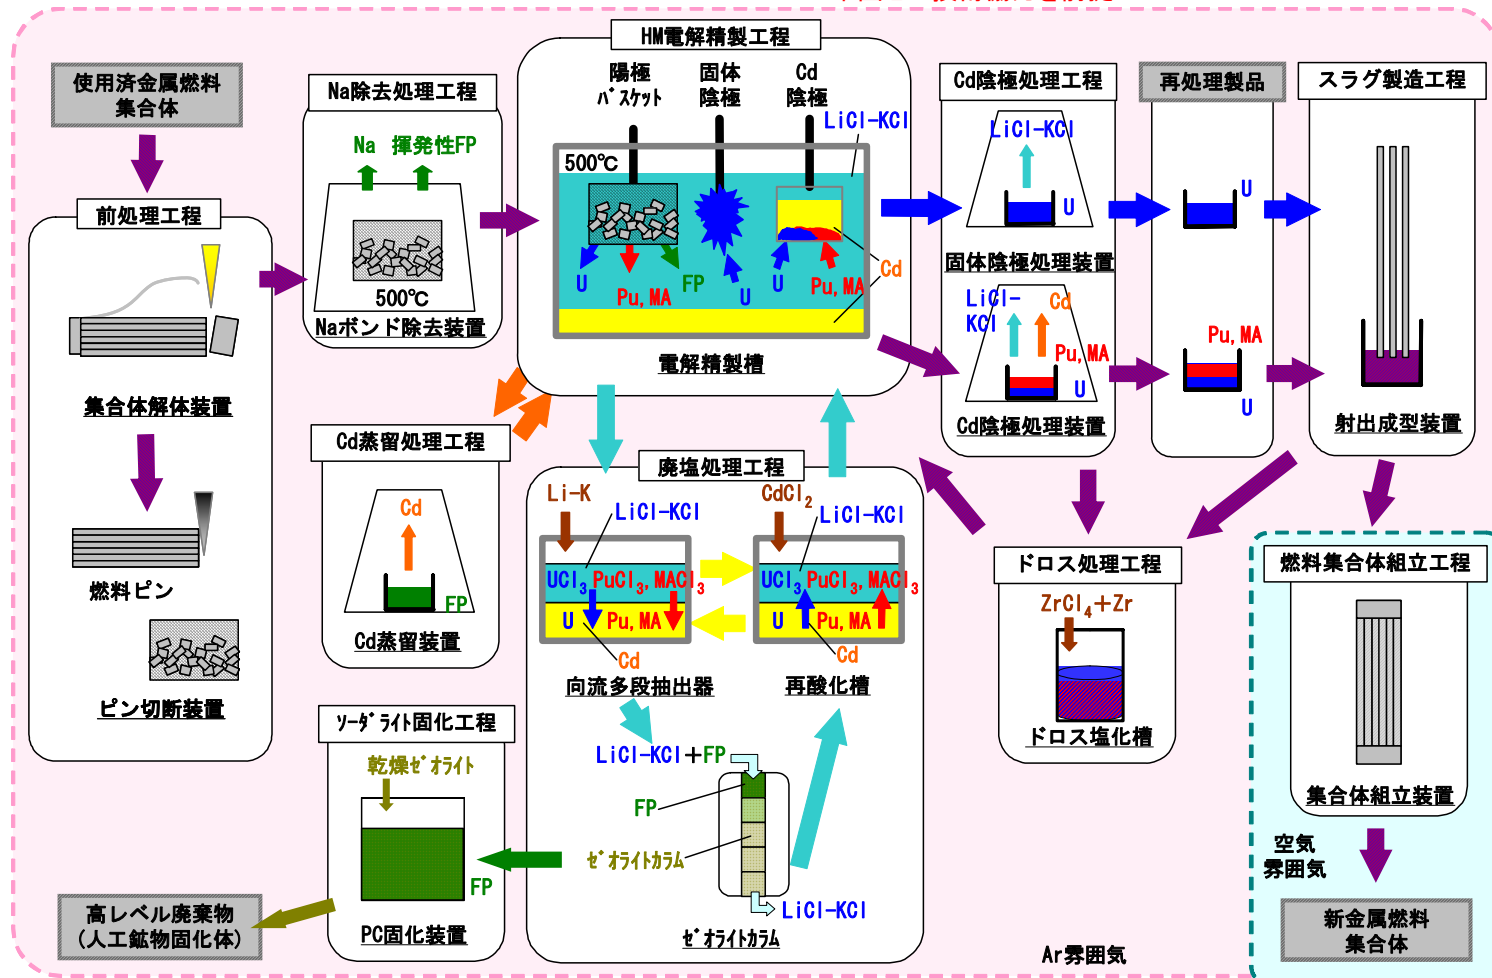 使用済金属燃料
集合体
前処理工程
集合体解体装置
燃料ピン
ピン切断装置
Na除去処理工程
Na 揮発性FP
500℃
Naボンド除去装置
HM電解精製工程
陽極
バスケット
固体
陰極
Cd
陰極
LiCl-KCl
500℃
U
Pu, MA
FP
U
U
Pu, MA
Cd
電解精製槽
Cd陰極処理工程
LiCl-KCl
U
固体陰極処理装置
LiCl-
KCl
Cd
Pu, MA
U
Cd陰極処理装置
再処理製品
U
Pu, MA
U
スラグ製造工程
射出成型装置
Cd蒸留処理工程
Cd
FP
Cd蒸留装置
廃塩処理工程
Li-K
LiCl-KCl
UCl3 PuCl3, MACl3
U Pu, MA
Cd
向流多段抽出器
CdCl2
LiCl-KCl
UCl3 PuCl3, MACl3
U Pu, MA
Cd
再酸化槽
LiCl-KCl+FP
FP
ゼオライトカラム
LiCl-KCl
ゼオライトカラム
ソーダライト固化工程
乾燥ゼオライト
FP
PC固化装置
高レベル廃棄物
(人工鉱物固化体)
ドロス処理工程
ZrCl4+Zr
ドロス塩化槽
燃料集合体組立工程
集合体組立装置
空気
雰囲気
新金属燃料
集合体
Ar雰囲気